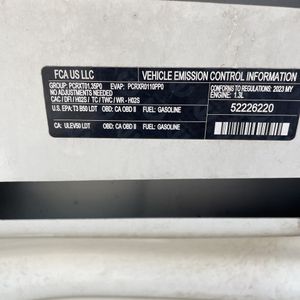 FCA US LLC
VEHICLE EMISSION CONTROL INFORMATION
GROUP: PCRXT01.35P0 EVAP: PCRXR0110PP0
NO ADJUSTMENTS NEEDED
CAC / DFI / HO2S / TC / TWC / WR - HO2S
CONFORMS TO REGULATIONS: 2023 MY
ENGINE: 1.3L
U.S. EPA: T3 B50 LDT OBD: CA OBD II FUEL: GASOLINE
52226220
CA: ULEV50 LDT OBD: CA OBD II FUEL: GASOLINE